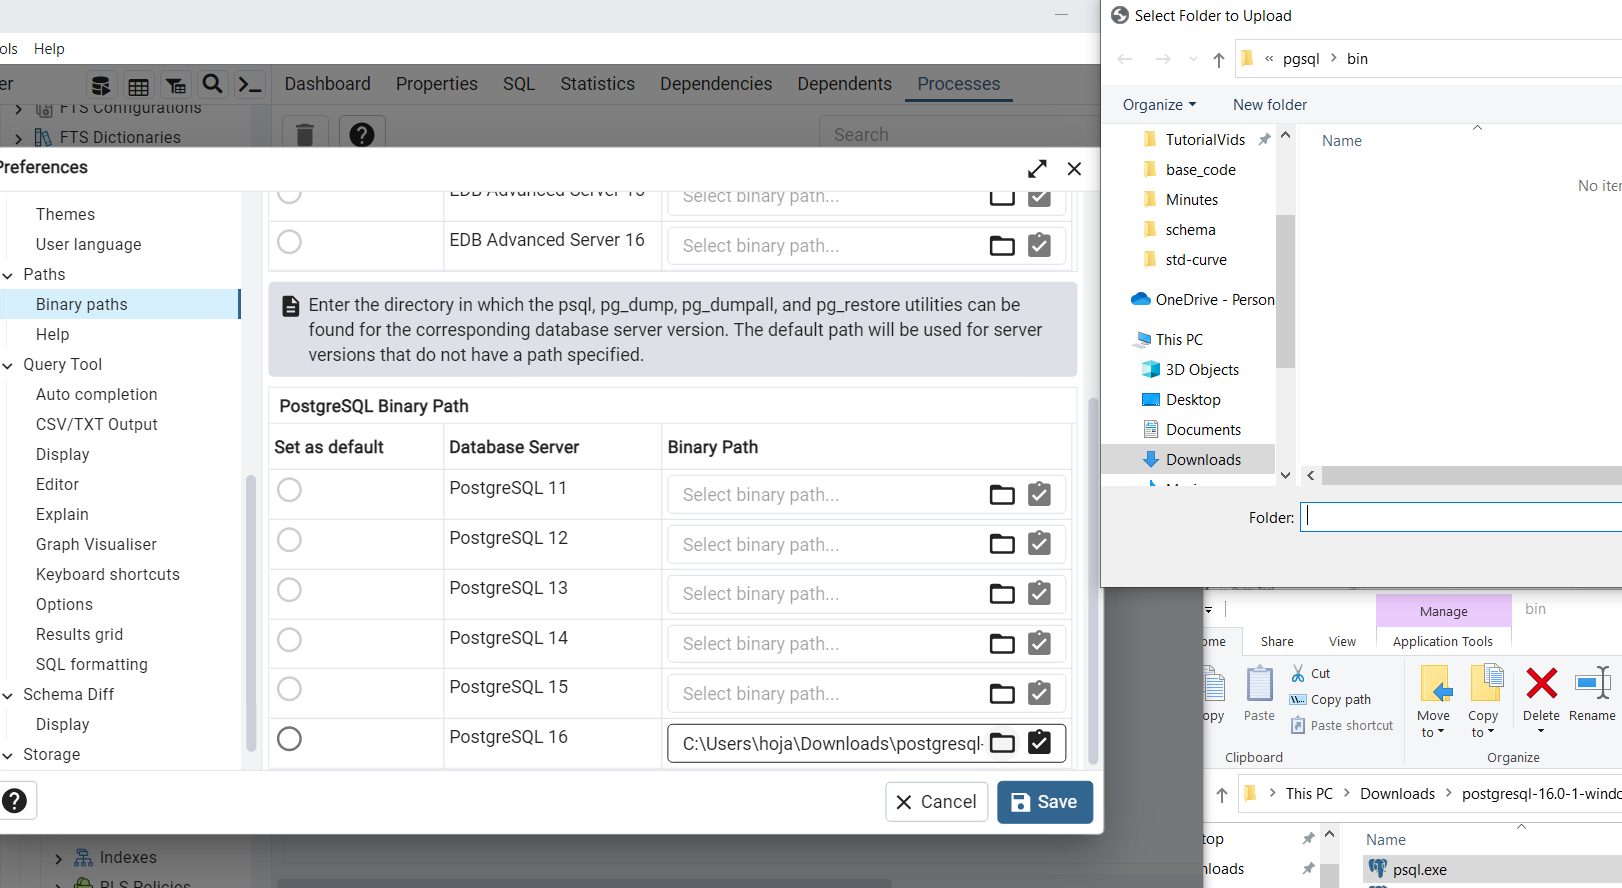 Select Folder to Upload
ols Help
« pgsql > bin
er
Dashboard Properties SQL Statistics Dependencies Dependents Processes
FTS Configurations
FTS Dictionaries
Search
Organize New folder
Name
No iter
TutorialVids
base_code
Minutes
schema
std-curve
OneDrive - Person
This PC
3D Objects
Desktop
Documents
Downloads
Folder:
Preferences
Themes
User language
Paths
Binary paths
Help
Query Tool
Auto completion
CSV/TXT Output
Display
Editor
Explain
Graph Visualiser
Keyboard shortcuts
Options
Results grid
SQL formatting
Schema Diff
Display
Storage
Select binary path...
EDB Advanced Server 16 Select binary path...
Enter the directory in which the psql, pg_dump, pg_dumpall, and pg_restore utilities can be
found for the corresponding database server version. The default path will be used for server
versions that do not have a path specified.
PostgreSQL Binary Path
Set as default Database Server Binary Path
PostgreSQL 11 Select binary path...
PostgreSQL 12 Select binary path...
PostgreSQL 13 Select binary path...
PostgreSQL 14 Select binary path...
PostgreSQL 15 Select binary path...
PostgreSQL 16 C:\Users\hoja\Downloads\postgresql-
Cancel Save
Indexes
RLS Policies
Manage bin
ome Share View Application Tools
opy Paste
Cut
Copy path
Paste shortcut
Move to
Copy to
Delete Rename
Clipboard Organize
This PC > Downloads > postgresql-16.0-1-windo
top
nloads
Name
psql.exe